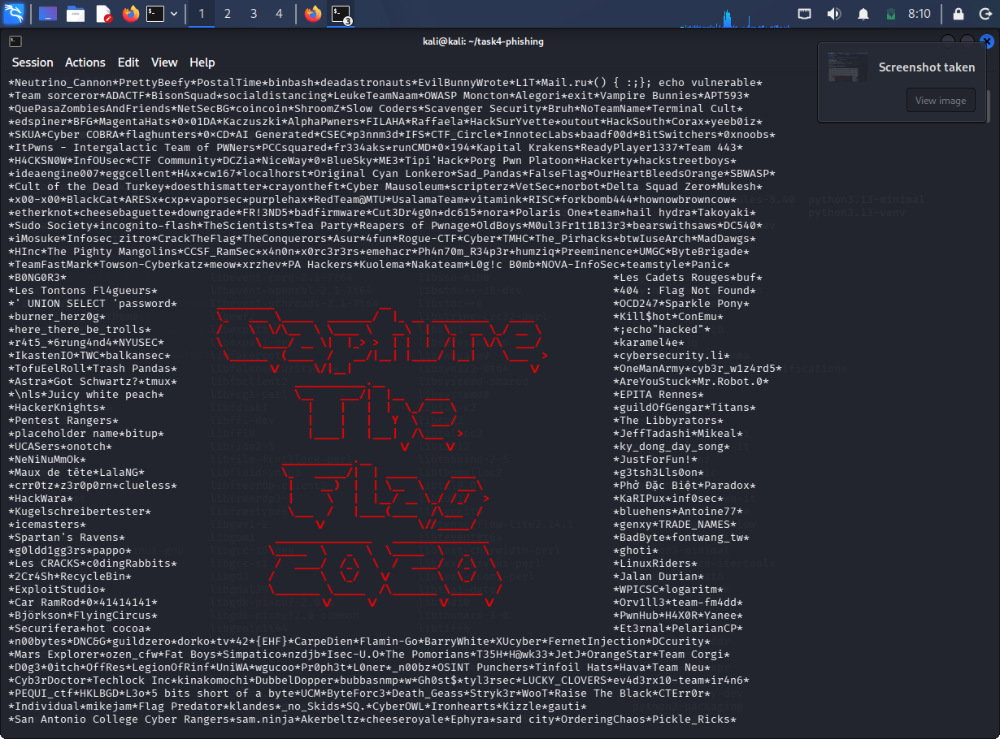 1 2 3 4 3 8:10
kali@kali: ~/task4-phishing
Session Actions Edit View Help
Screenshot taken
View image
*Neutrino_Cannon*PrettyBeefy*PostalTime*binbash*deadastronauts*EvilBunnyWrote*L1T*Mail.ru*() { :;}; echo vulnerable*
*Team sorceror*ADACTF*BisonSquad*socialdistancing*LeukeTeamNaam*OWASP Moncton*Alegori*exit*Vampire Bunnies*APT593*
*QuePasaZombiesAndFriends*NetSecBG*coincoin*ShroomZ*Slow Coders*Scavenger Security*Bruh*NoTeamName*Terminal Cult*
*edspiner*BFG*MagentaHats*0×01DA*Kaczuszki*AlphaPwners*FILAHA*Raffaela*HackSurYvette*outout*HackSouth*Corax*yeeb0iz*
*SKUA*Cyber COBRA*flaghunters*0×CD*AI Generated*CSEC*p3nnm3d*IFS*CTF_Circle*InnotecLabs*baadf00d*BitSwitchers*0xnoobs*
*ItPwns - Intergalactic Team of PWNers*PCCsquared*fr334aks*runCMD*0×194*Kapital Krakens*ReadyPlayer1337*Team 443*
*H4CKSN0W*InfOUsec*CTF Community*DCZia*NiceWay*0×BlueSky*ME3*Tipi'Hack*Porg Pwn Platoon*Hackerty*hackstreetboys*
*ideaengine007*eggcellent*H4x*cw167*localhorst*Original Cyan Lonkero*Sad_Pandas*FalseFlag*OurHeartBleedsOrange*SBWASP*
*Cult of the Dead Turkey*doesthismatter*crayontheft*Cyber Mausoleum*scripterz*VetSec*norbot*Delta Squad Zero*Mukesh*
*x00-x00*BlackCat*ARESx*cxp*vaporsec*purplehax*RedTeam@MTU*UsalamaTeam*vitamink*RISC*forkbomb444*hownowbrowncow*
*etherknot*cheesebaguette*downgrade*FR!3ND5*badfirmware*Cut3Dr4g0n*dc615*nora*Polaris One*team*hail hydra*Takoyaki*
*Sudo Society*incognito-flash*TheScientists*Tea Party*Reapers of Pwnage*OldBoys*M0ul3Fr1t1B13r3*bearswithsaws*DC540*
*iMosuke*Infosec_zitro*CrackTheFlag*TheConquerors*Asur*4fun*Rogue-CTF*Cyber*TMHC*The_Pirhacks*btwIuseArch*MadDawgs*
*HInc*The Pighty Mangolins*CCSF_RamSec*x4n0n*x0rc3r3rs*emehacr*Ph4n70m_R34p3r*humziq*Preeminence*UMGC*ByteBrigade*
*TeamFastMark*Towson-Cyberkatz*meow*xrzhev*PA Hackers*Kuolema*Nakateam*L0g!c B0mb*NOVA-InfoSec*teamstyle*Panic*
*B0NG0R3* *Les Cadets Rouges*buf*
*Les Tontons Fl4gueurs* *404 : Flag Not Found*
*' UNION SELECT 'password* *OCD247*Sparkle Pony*
*burner_herz0g* *Kill$hot*ConEmu*
*here_there_be_trolls* *;echo"hacked"*
*r4t5_*6rung4nd4*NYUSEC* *karamel4e*
*IkastenIO*TWC*balkansec* *cybersecurity.li*
*TofuEelRoll*Trash Pandas* *OneManArmy*cyb3r_w1z4rd5*
*Astra*Got Schwartz?*tmux* *AreYouStuck*Mr.Robot.0*
*\nls*Juicy white peach* *EPITA Rennes*
*HackerKnights* *guildOfGengar*Titans*
*Pentest Rangers* *The Libbyrators*
*placeholder name*bitup* *JeffTadashi*Mikeal*
*UCASers*onotch* *ky_dong_day_song*
*NeNiNuMmOk* *JustForFun!*
*Maux de tête*LalaNG* *g3tsh3Lls0on*
*crr0tz*z3r0p0rn*clueless* *Phở Đặc Biệt*Paradox*
*HackWara* *KaRIPux*inf0sec*
*Kugelschreibertester* *bluehens*Antoine77*
*icemasters* *genxy*TRADE_NAMES*
*Spartan's Ravens* *BadByte*fontwang_tw*
*g0ldd1gg3rs*pappo* *ghoti*
*Les CRACKS*c0dingRabbits* *LinuxRiders*
*2Cr4Sh*RecycleBin* *Jalan Durian*
*ExploitStudio* *WPICSC*logaritm*
*Car RamRod*0×41414141* *Orv1ll3*team-fm4dd*
*Björkson*FlyingCircus* *PwnHub*H4X0R*Yanee*
*Securifera*hot cocoa* *Et3rnal*PelarianCP*
Capture
The
Flag
2020
*n00bytes*DNC&G*guildzero*dorko*tv*42*{EHF}*CarpeDien*Flamin-Go*BarryWhite*XUcyber*FernetInjection*DCcurity*
*Mars Explorer*ozen_cfw*Fat Boys*Simpatico*nzdjb*Isec-U.O*The Pomorians*T35H*H@wk33*JetJ*OrangeStar*Team Corgi*
*D0g3*0itch*OffRes*LegionOfRinf*UniWA*wgucoo*Pr0ph3t*L0ner*_n00bz*OSINT Punchers*Tinfoil Hats*Hava*Team Neu*
*Cyb3rDoctor*Techlock Inc*kinakomochi*DubbelDopper*bubbasnmp*w*Gh0st$*tyl3rsec*LUCKY_CLOVERS*ev4d3rx10-team*ir4n6*
*PEQUI_ctf*HKLBGD*L3o*5 bits short of a byte*UCM*ByteForc3*Death_Geass*Stryk3r*WooT*Raise The Black*CTErr0r*
*Individual*mikejam*Flag Predator*klandes*_no_Skids*SQ.*CyberOWL*Ironhearts*Kizzle*gauti*
*San Antonio College Cyber Rangers*sam.ninja*Akerbeltz*cheeseroyale*Ephyra*sard city*OrderingChaos*Pickle_Ricks*